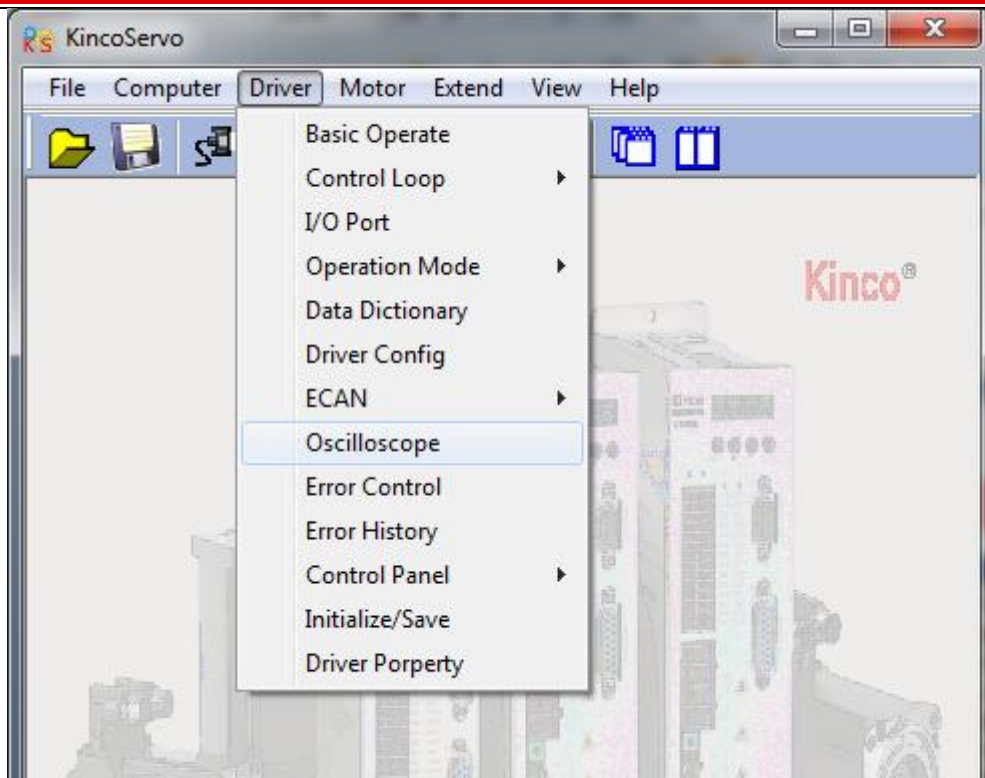 KincoServo
File Computer Driver Motor Extend View Help
Basic Operate
Control Loop
I/O Port
Operation Mode
Data Dictionary
Driver Config
ECAN
Oscilloscope
Error Control
Error History
Control Panel
Initialize/Save
Driver Porperty
Kinco®